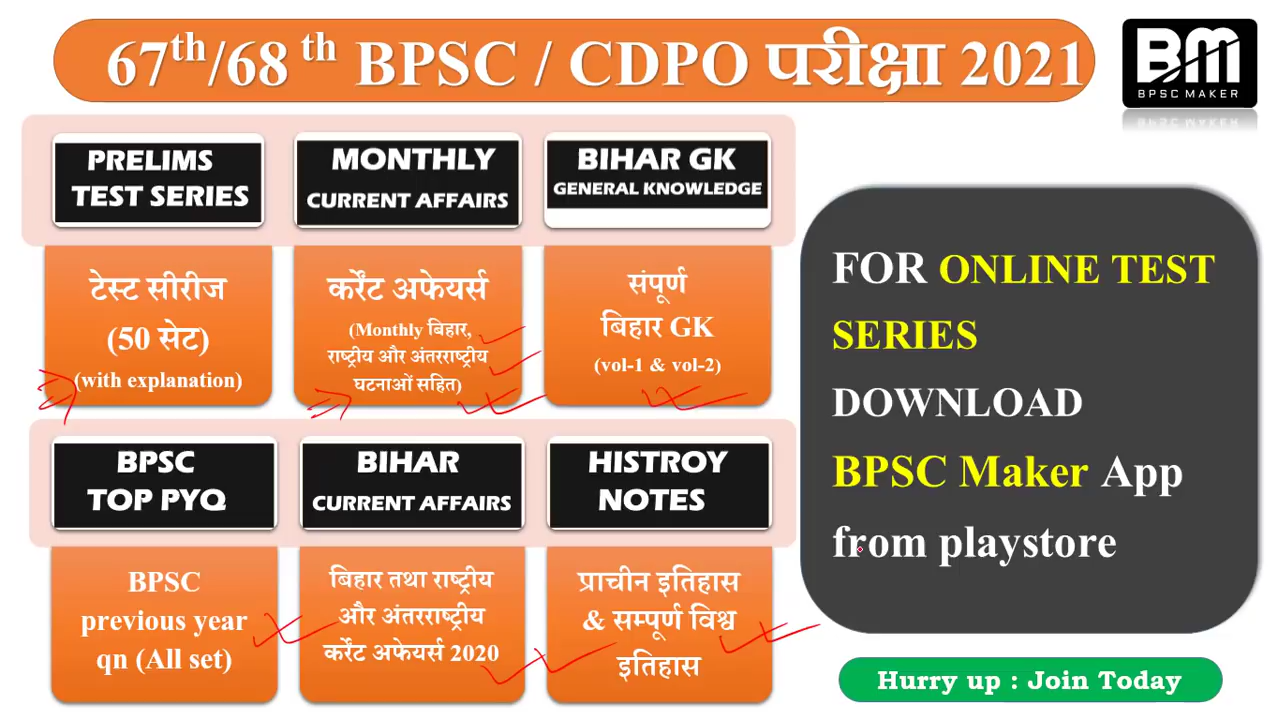 67th/68 th BPSC / CDPO परीक्षा 2021
BM
BPSC MAKER
PRELIMS
TEST SERIES
टेस्ट सीरीज
(50 सेट)
(with explanation)
MONTHLY
CURRENT AFFAIRS
कर्रेंट अफेयर्स
(Monthly बिहार,
राष्ट्रीय और अंतरराष्ट्रीय
घटनाओं सहित)
BIHAR GK
GENERAL KNOWLEDGE
संपूर्ण
बिहार GK
(vol-1 & vol-2)
BPSC
TOP PYQ
BPSC
previous year
qn (All set)
BIHAR
CURRENT AFFAIRS
बिहार तथा राष्ट्रीय
और अंतरराष्ट्रीय
कर्रेंट अफेयर्स 2020
HISTROY
NOTES
प्राचीन इतिहास
& सम्पूर्ण विश्व
इतिहास
FOR ONLINE TEST
SERIES
DOWNLOAD
BPSC Maker App
from playstore
Hurry up : Join Today